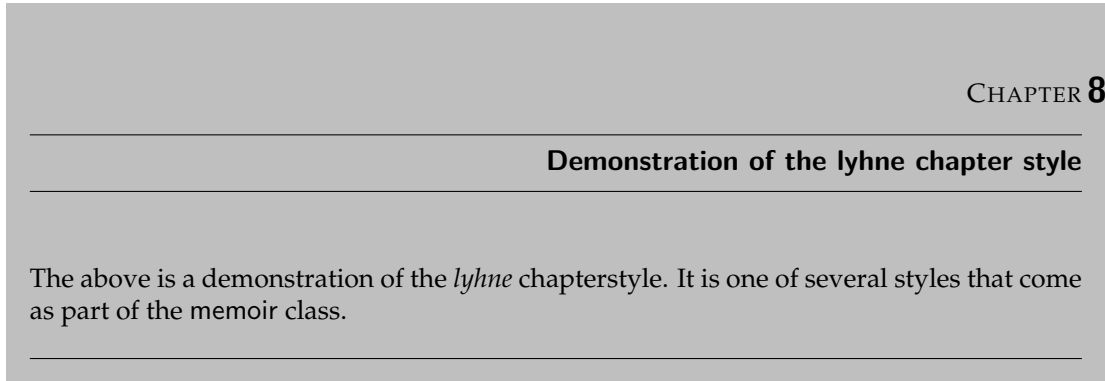 CHAPTER 8
Demonstration of the lyhne chapter style
The above is a demonstration of the lyhne chapterstyle. It is one of several styles that come
as part of the memoir class.